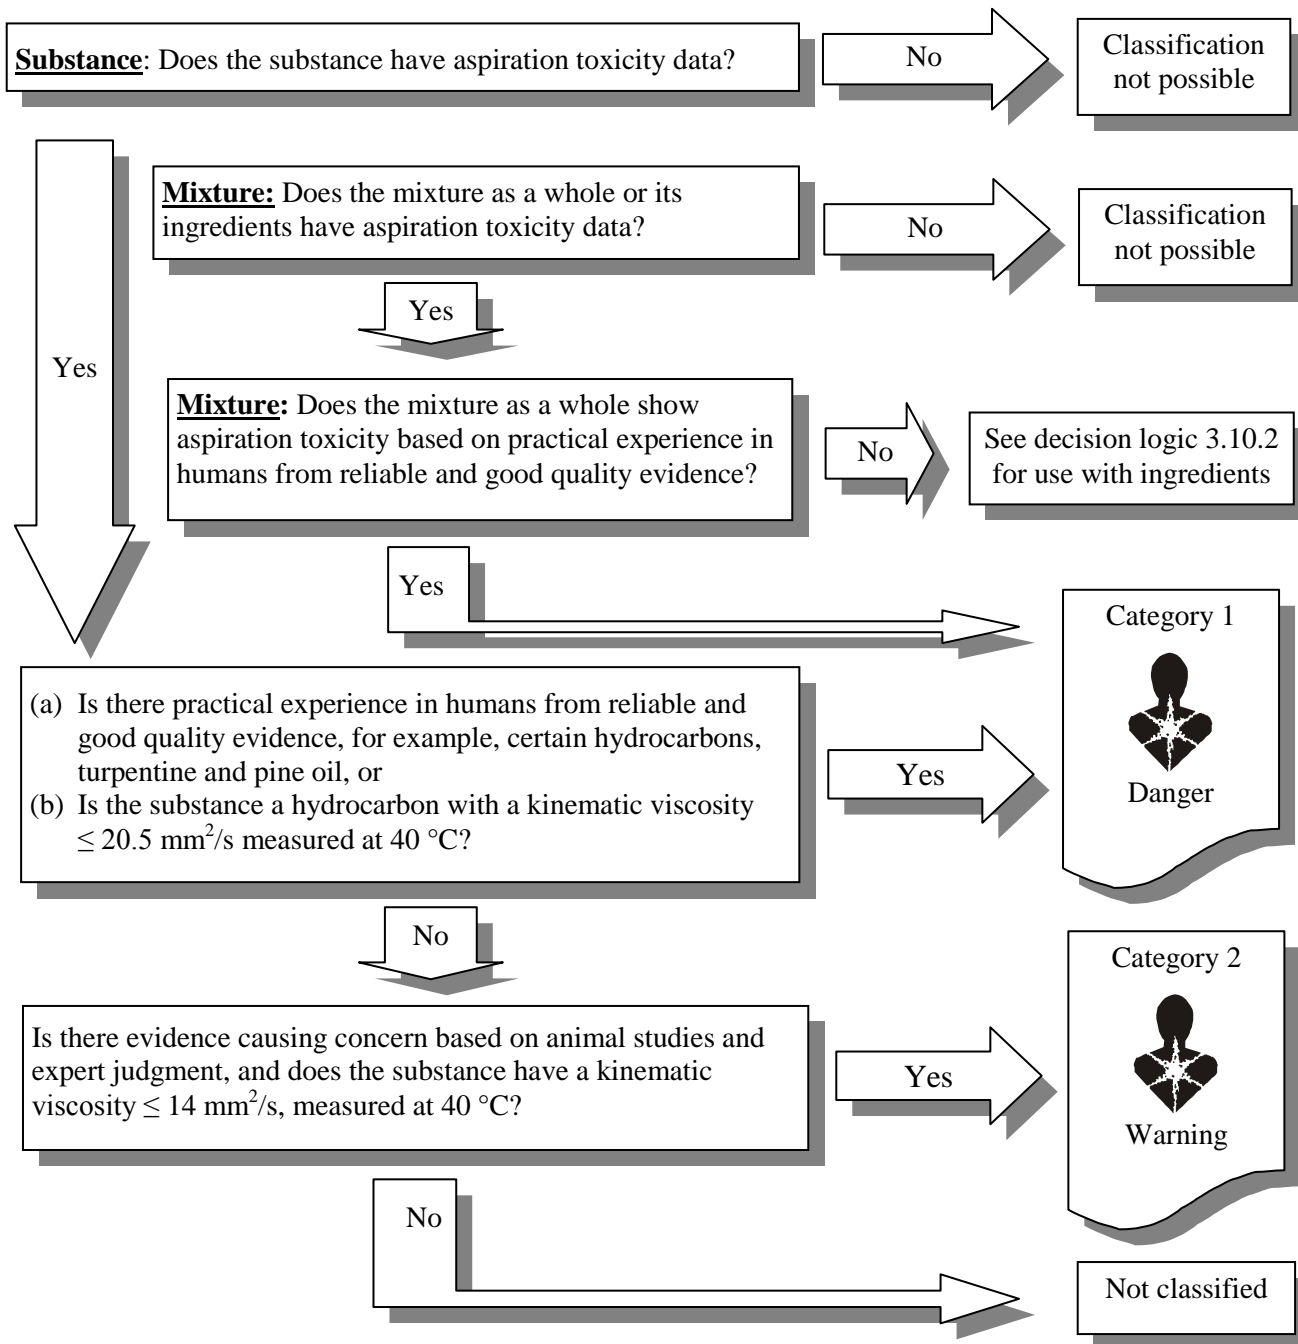 Substance: Does the substance have aspiration toxicity data?
No
Classification
not possible
Mixture: Does the mixture as a whole or its
ingredients have aspiration toxicity data?
No
Classification
not possible
Yes
Yes
Mixture: Does the mixture as a whole show
aspiration toxicity based on practical experience in
humans from reliable and good quality evidence?
No
See decision logic 3.10.2
for use with ingredients
Yes
(a) Is there practical experience in humans from reliable and
good quality evidence, for example, certain hydrocarbons,
turpentine and pine oil, or
(b) Is the substance a hydrocarbon with a kinematic viscosity
≤ 20.5 mm²/s measured at 40 °C?
Yes
Category 1
Danger
No
Is there evidence causing concern based on animal studies and
expert judgment, and does the substance have a kinematic
viscosity ≤ 14 mm²/s, measured at 40 °C?
Yes
Category 2
Warning
No
Not classified